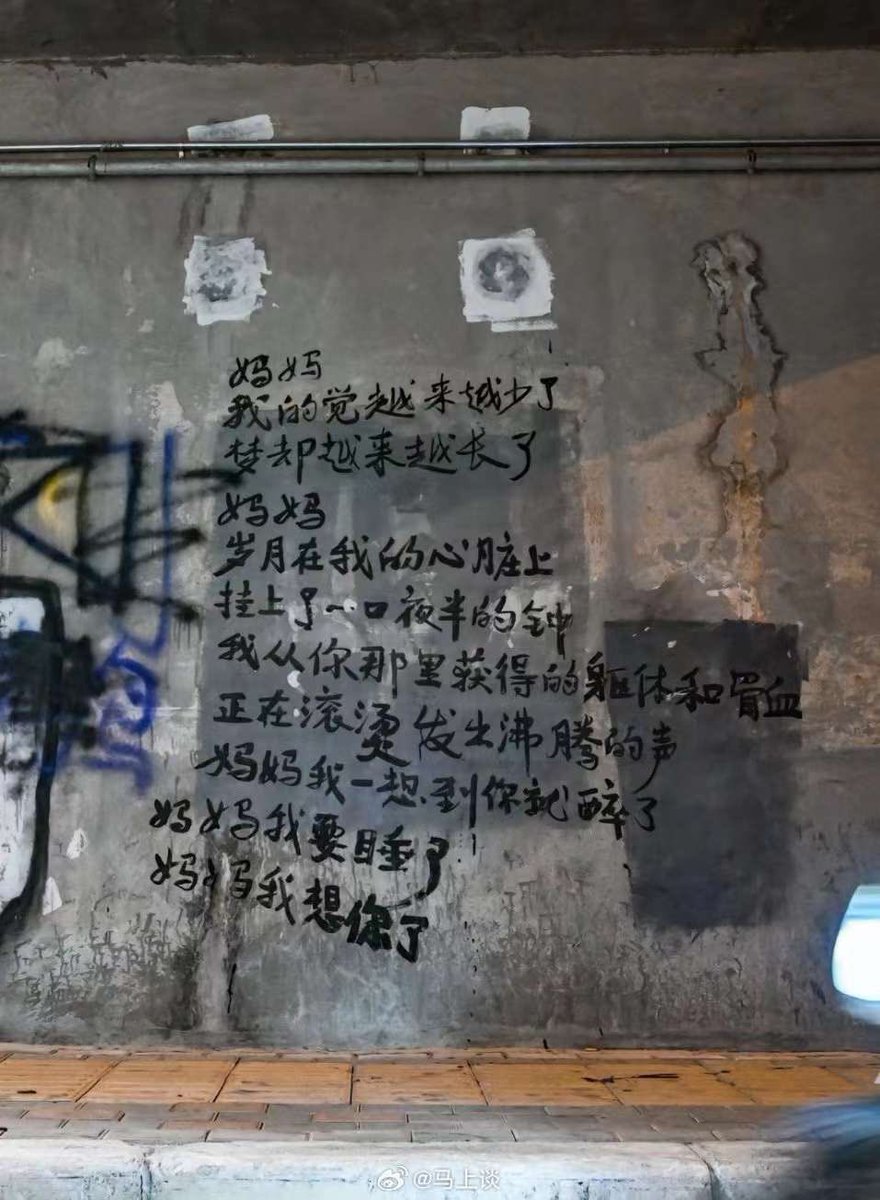 妈妈
我的觉越来越少了
梦却越来越长了
妈妈
岁月在我的心脏上
挂上了一口夜半的钟
我从你那里获得的躯体和骨血
正在滚烫发出沸腾的声
妈妈我一想到你就醉了
妈妈我要睡了
妈妈我想你了
@马上谈